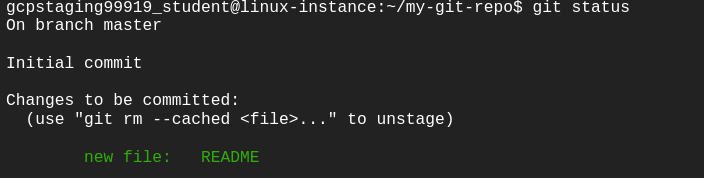 gcpstaging99919_student@linux-instance:~/my-git-repo$ git status
On branch master
Initial commit
Changes to be committed:
  (use "git rm --cached <file>..." to unstage)
        new file:   README